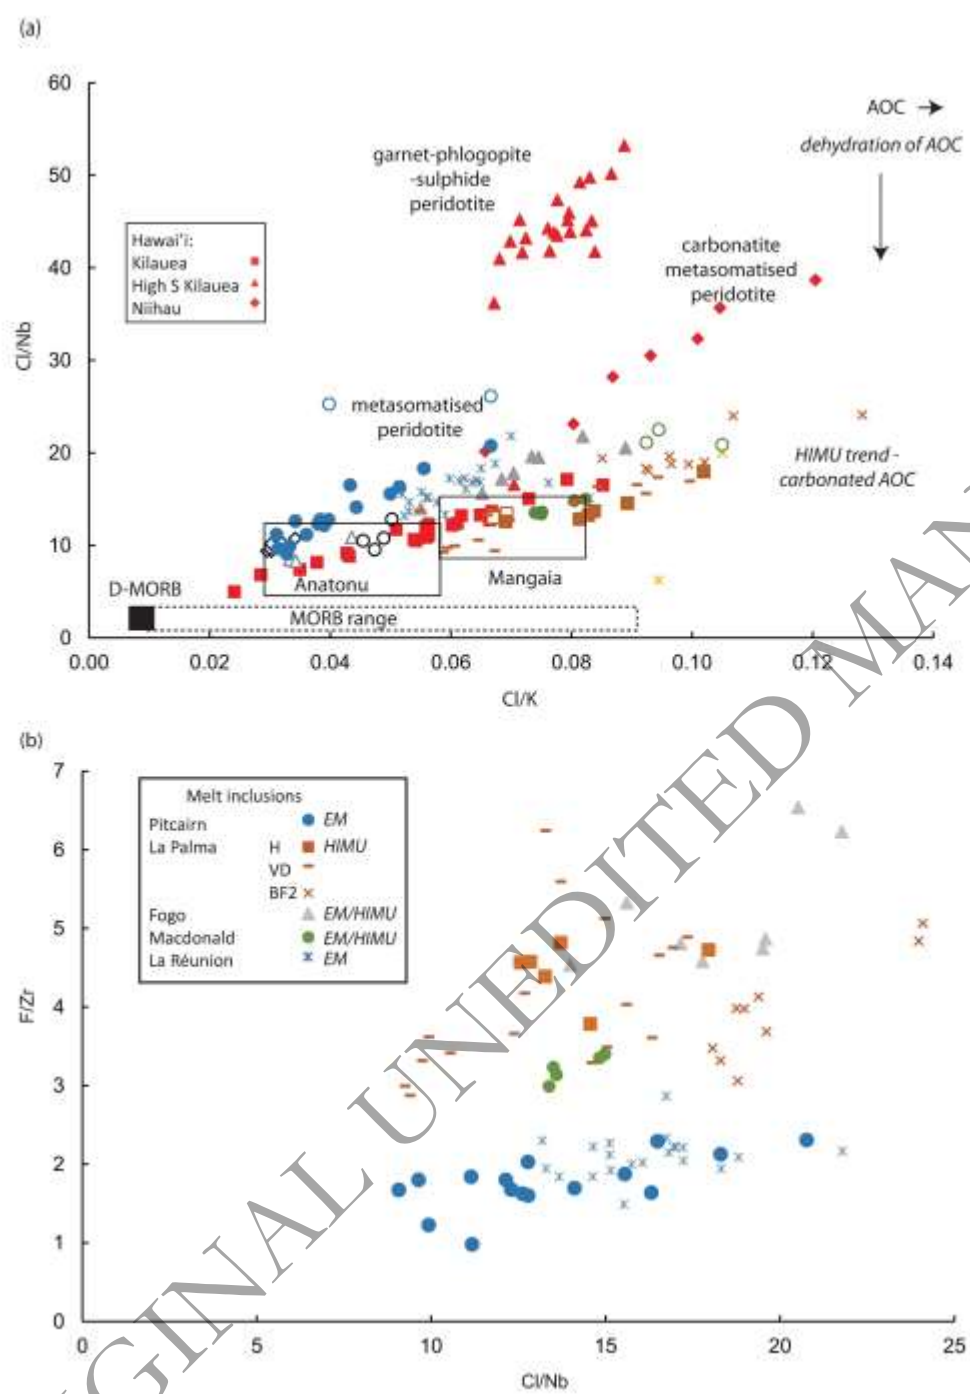 (a)
60
50
40
30
20
10
0
Cl/Nb
AOC
dehydration of AOC
garnet-phlogopite
-sulphide
peridotite
Hawai'i:
Kilauea
High S Kilauea
Niihau
carbonatite
metasomatised
peridotite
metasomatised
peridotite
HIMU trend -
carbonated AOC
Anatonu
Mangaia
D-MORB
MORB range
0.00 0.02 0.04 0.06 0.08 0.10 0.12 0.14
Cl/K
(b)
7
6
5
4
3
2
1
0
F/Zr
Melt inclusions
Pitcairn EM
La Palma H HIMU
VD
BF2
Fogo EM/HIMU
Macdonald EM/HIMU
La Réunion EM
0 5 10 15 20 25
Cl/Nb
GINAL UNEDITED MAN